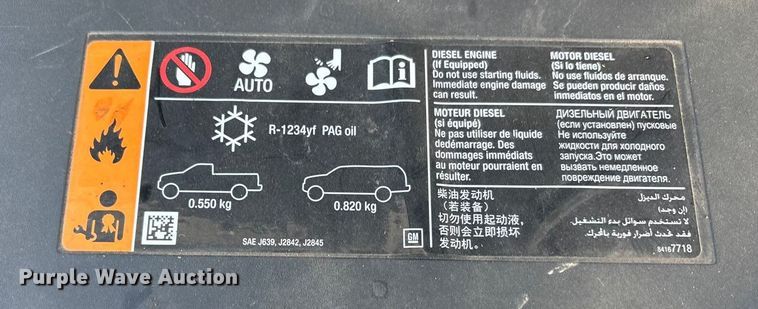 AUTO
R-1234yf PAG oil
0.550 kg
0.820 kg
SAE J639, J2842, J2845
GM
DIESEL ENGINE
(If Equipped)
Do not use starting fluids.
Immediate engine damage
can result.
MOTOR DIESEL
(Si lo tiene)
No use fluidos de arranque.
Se pueden producir daños
inmediatos en el motor.
MOTEUR DIESEL
(si équipé)
Ne pas utiliser de liquide
dedémarrage. Des
dommages immédiats
au moteur pourraient en
résulter.
ДИЗЕЛЬНЫЙ ДВИГАТЕЛЬ
(если установлен) пусковые
Не используйте
жидкости для холодного
запуска.Это может
вызвать немедленное
повреждение двигателя.
柴油发动机
（若装备）
切勿使用起动液，
否则会立即损坏
发动机。
محرك الديزل
(إن وجد)
لا تستخدم سوائل بدء التشغيل.
فقد تحدث أضرار فورية بالمحرك.
84167718
Purple Wave Auction